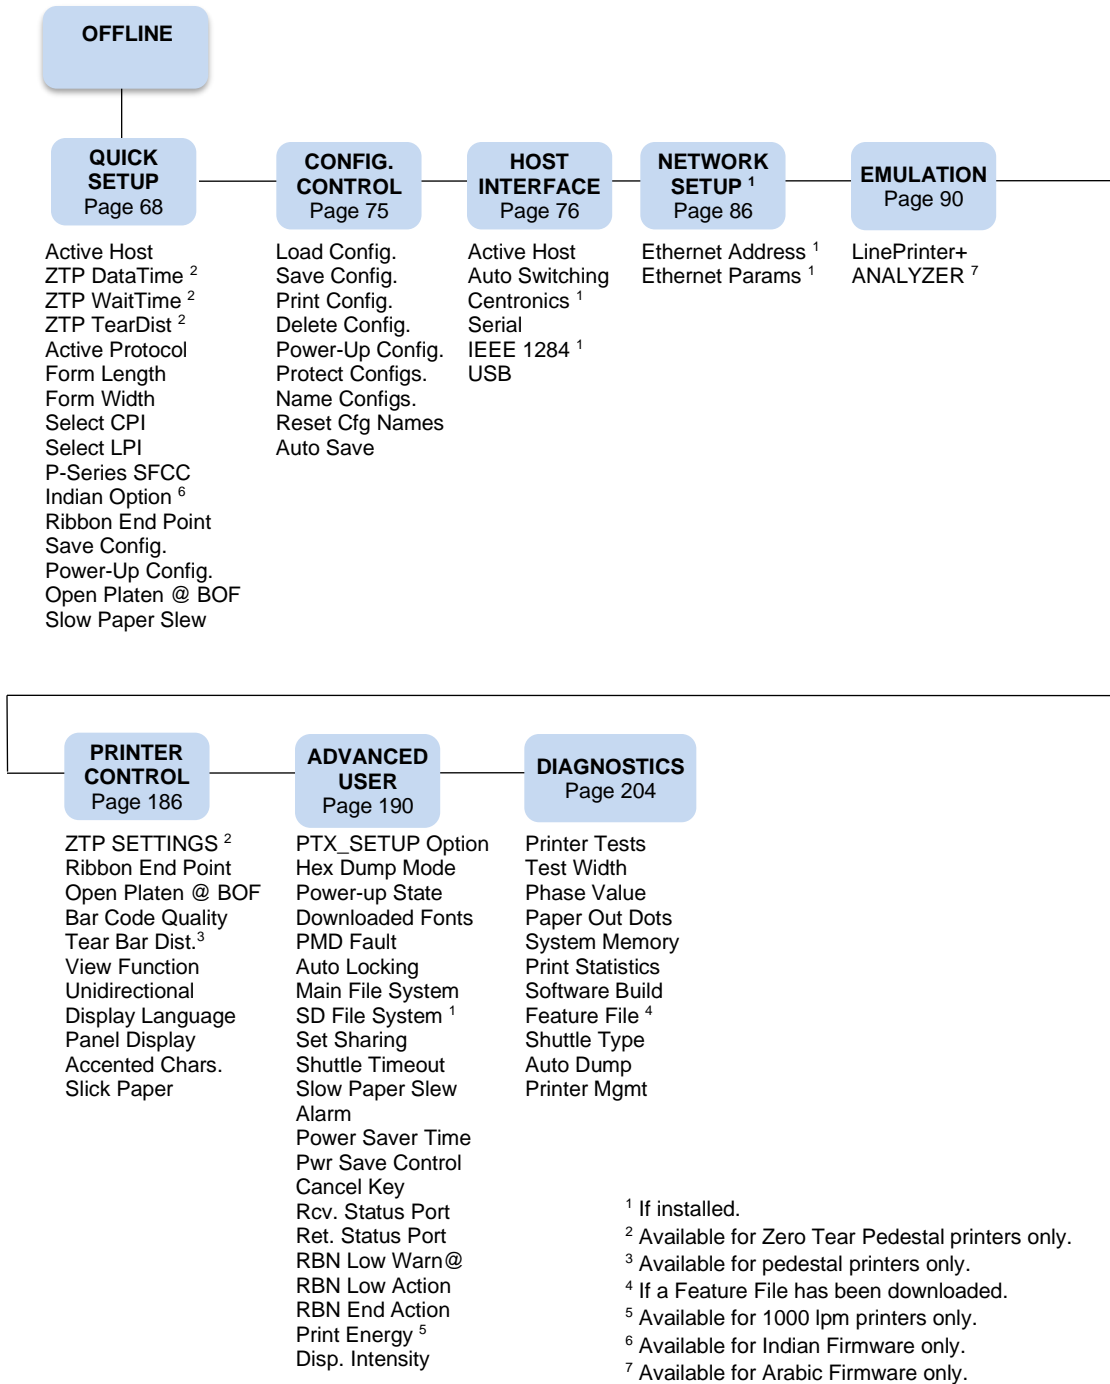 OFFLINE
QUICK
SETUP
Page 68
Active Host
ZTP DataTime ²
ZTP WaitTime ²
ZTP TearDist ²
Active Protocol
Form Length
Form Width
Select CPI
Select LPI
P-Series SFCC
Indian Option ⁶
Ribbon End Point
Save Config.
Power-Up Config.
Open Platen @ BOF
Slow Paper Slew
CONFIG.
CONTROL
Page 75
Load Config.
Save Config.
Print Config.
Delete Config.
Power-Up Config.
Protect Configs.
Name Configs.
Reset Cfg Names
Auto Save
HOST
INTERFACE
Page 76
Active Host
Auto Switching
Centronics ¹
Serial
IEEE 1284 ¹
USB
NETWORK
SETUP ¹
Page 86
Ethernet Address ¹
Ethernet Params ¹
EMULATION
Page 90
LinePrinter+
ANALYZER ⁷
PRINTER
CONTROL
Page 186
ZTP SETTINGS ²
Ribbon End Point
Open Platen @ BOF
Bar Code Quality
Tear Bar Dist.³
View Function
Unidirectional
Display Language
Panel Display
Accented Chars.
Slick Paper
ADVANCED
USER
Page 190
PTX_SETUP Option
Hex Dump Mode
Power-up State
Downloaded Fonts
PMD Fault
Auto Locking
Main File System
SD File System ¹
Set Sharing
Shuttle Timeout
Slow Paper Slew
Alarm
Power Saver Time
Pwr Save Control
Cancel Key
Rcv. Status Port
Ret. Status Port
RBN Low Warn@
RBN Low Action
RBN End Action
Print Energy ⁵
Disp. Intensity
DIAGNOSTICS
Page 204
Printer Tests
Test Width
Phase Value
Paper Out Dots
System Memory
Print Statistics
Software Build
Feature File ⁴
Shuttle Type
Auto Dump
Printer Mgmt
¹ If installed.
² Available for Zero Tear Pedestal printers only.
³ Available for pedestal printers only.
⁴ If a Feature File has been downloaded.
⁵ Available for 1000 lpm printers only.
⁶ Available for Indian Firmware only.
⁷ Available for Arabic Firmware only.